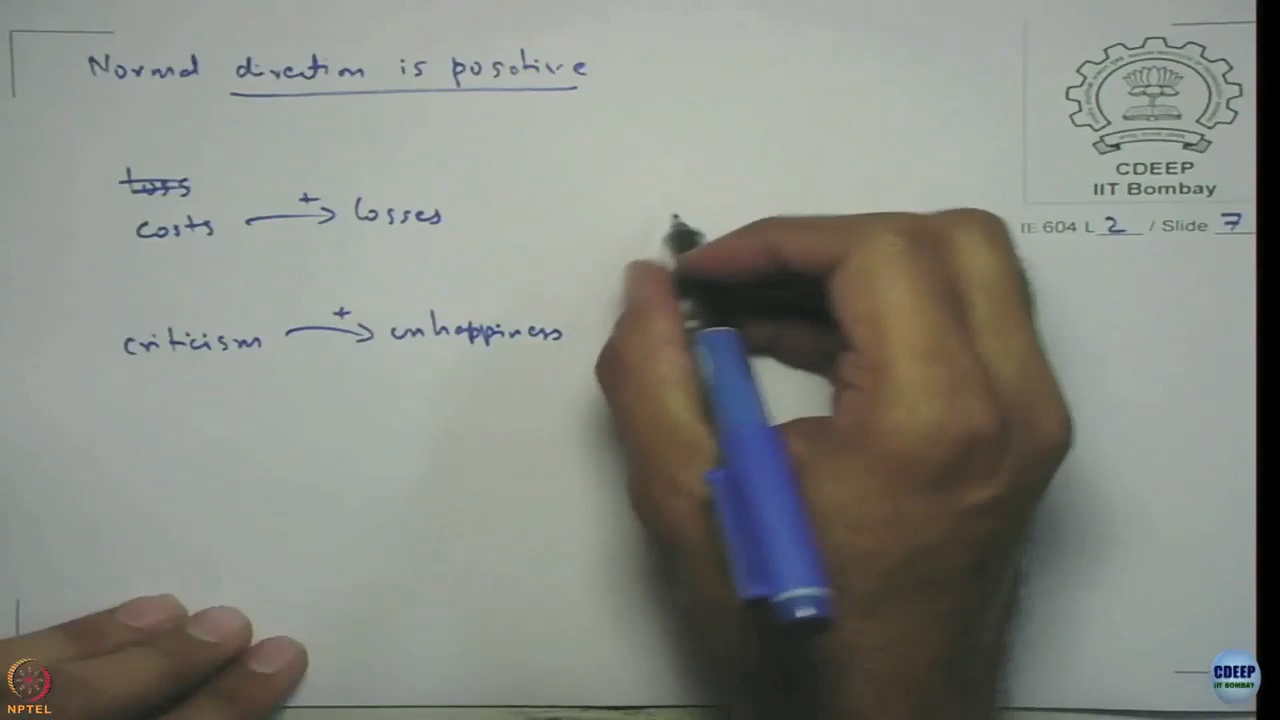 Normal direction is posotive
loss
costs + losses
criticism + unhappiness
CDEEP
IIT Bombay
IE 604 L 2 / Slide 7
NPTEL
CDEEP
IIT BOMBAY